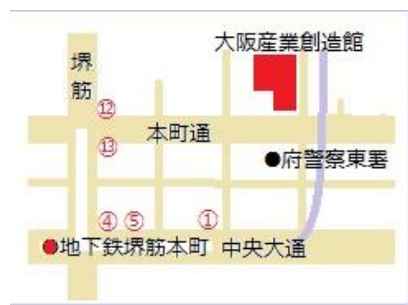 大阪産業創造館
堺筋
⑫
本町通
⑬
●府警察東署
④ ⑤ ①
●地下鉄堺筋本町 中央大通